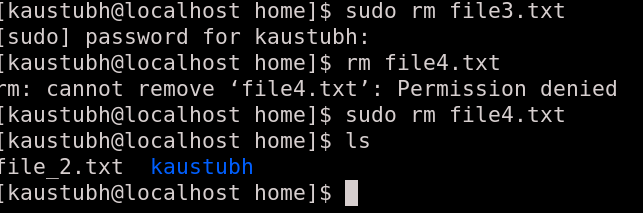 [kaustubh@localhost home]$ sudo rm file3.txt
[sudo] password for kaustubh:
[kaustubh@localhost home]$ rm file4.txt
rm: cannot remove ‘file4.txt’: Permission denied
[kaustubh@localhost home]$ sudo rm file4.txt
[kaustubh@localhost home]$ ls
file_2.txt  kaustubh
[kaustubh@localhost home]$